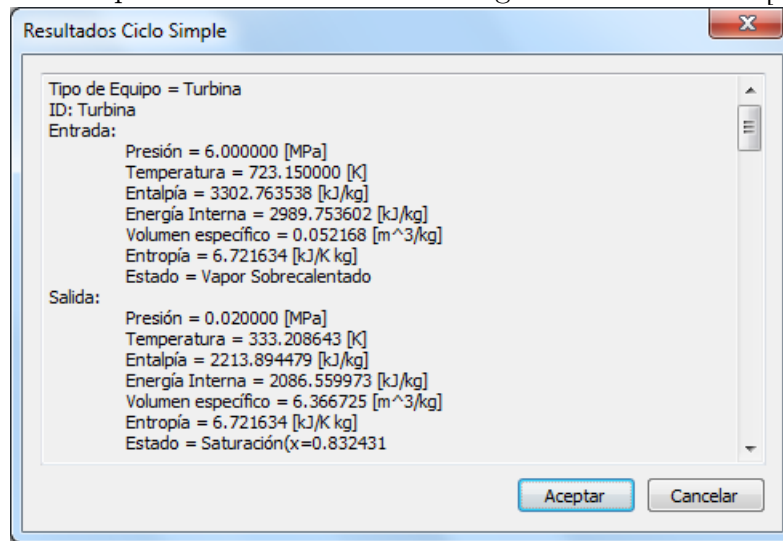 Resultados Ciclo Simple
Tipo de Equipo = Turbina
ID: Turbina
Entrada:
Presión = 6.000000 [MPa]
Temperatura = 723.150000 [K]
Entalpía = 3302.763538 [kJ/kg]
Energía Interna = 2989.753602 [kJ/kg]
Volumen específico = 0.052168 [m^3/kg]
Entropía = 6.721634 [kJ/K kg]
Estado = Vapor Sobrecalentado
Salida:
Presión = 0.020000 [MPa]
Temperatura = 333.208643 [K]
Entalpía = 2213.894479 [kJ/kg]
Energía Interna = 2086.559973 [kJ/kg]
Volumen específico = 6.366725 [m^3/kg]
Entropía = 6.721634 [kJ/K kg]
Estado = Saturación(x=0.832431
Aceptar Cancelar